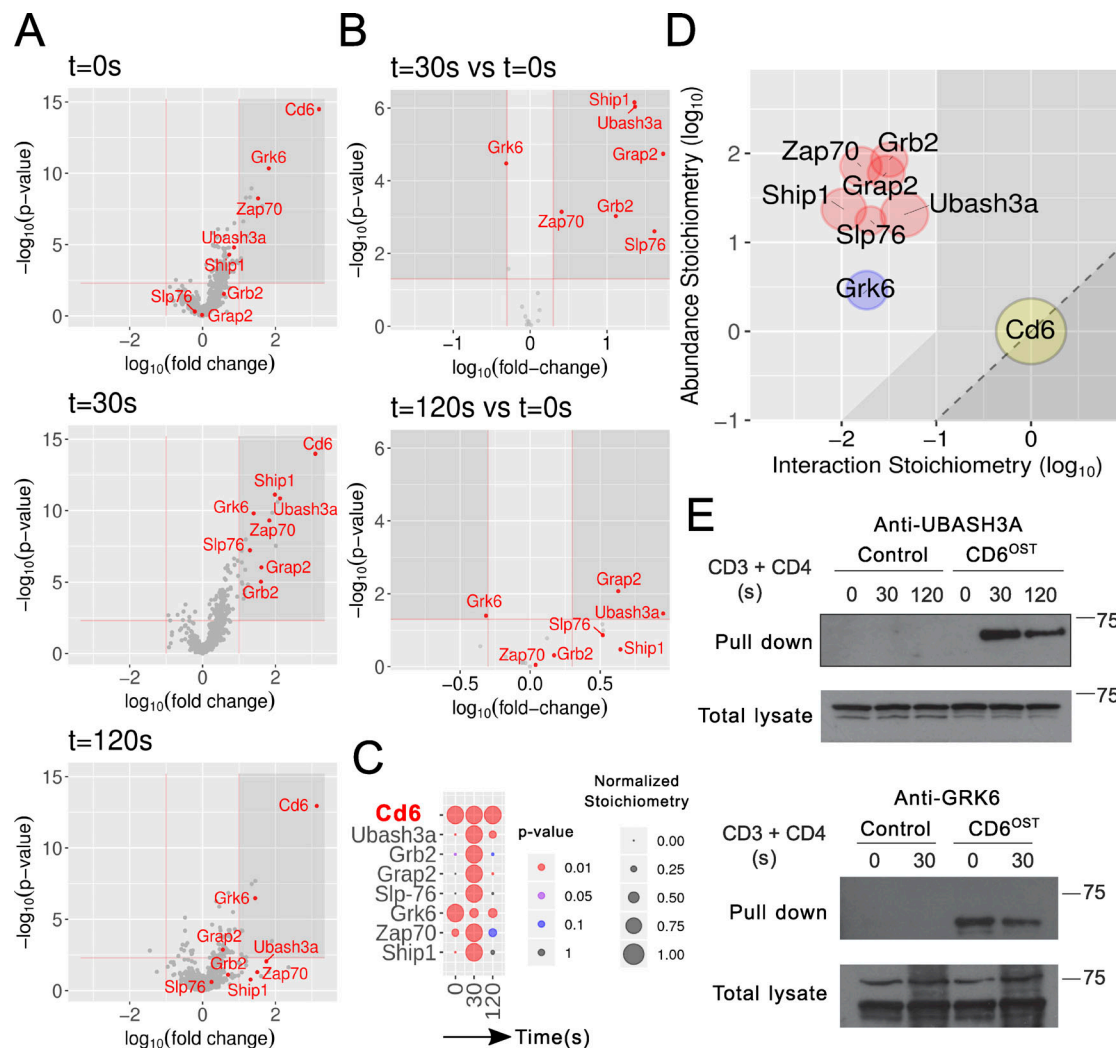 A
t=0s
15
10
5
0
−log10(p−value)
Cd6
Grk6
Zap70
Ubash3a
Ship1
Slp76
Grb2
Grap2
−2
0
2
log10(fold change)
30s
15
10
5
0
−log10(p−value)
Cd6
Ship1
Grk6
Ubash3a
Zap70
Slp76
Grap2
Grb2
−2
0
2
log10(fold change)
t=120s
15
10
5
0
−log10(p−value)
Cd6
Grk6
Grap2
Ubash3a
Grb2
Zap70
Slp76
Ship1
−2
0
2
log10(fold change)
B
t=30s vs t=0s
6
4
2
0
−log10(p−value)
Ship1
Ubash3a
Grk6
Grap2
Zap70
Grb2
Slp76
−1
0
1
log10(fold−change)
t=120s vs t=0s
6
4
2
0
−log10(p−value)
Grap2
Grk6
Ubash3a
Slp76
Zap70
Grb2
Ship1
−0.5
0.0
0.5
log10(fold−change)
C
Cd6
Ubash3a
Grb2
Grap2
Slp-76
Grk6
Zap70
Ship1
0
30
120
Time(s)
p-value
0.01
0.05
0.1
1
Normalized
Stoichiometry
0.00
0.25
0.50
0.75
1.00
D
Abundance Stoichiometry (log10)
2
1
0
−1
Zap70
Grb2
Grap2
Ship1
Ubash3a
Slp76
Grk6
Cd6
−2
−1
0
1
Interaction Stoichiometry (log10)
E
Anti-UBASH3A
CD3 + CD4
(s)
Control
CD6OST
0 30 120 0 30 120
Pull down
75
Total lysate
75
Anti-GRK6
CD3 + CD4
(s)
Control
CD6OST
0 30 0 30
Pull down
75
Total lysate
75